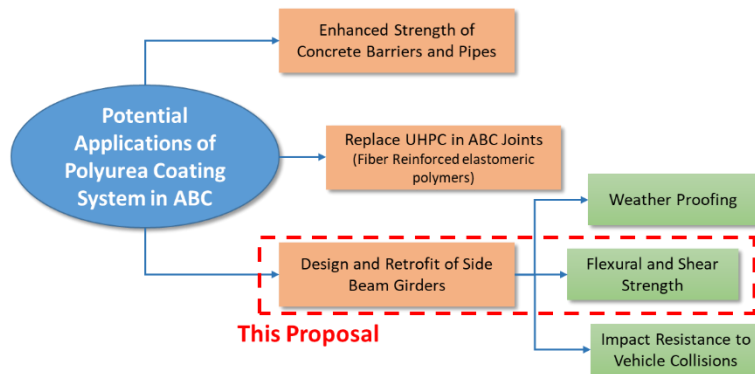 Enhanced Strength of
Concrete Barriers and Pipes
Potential
Applications of
Polyurea Coating
System in ABC
Replace UHPC in ABC Joints
(Fiber Reinforced elastomeric
polymers)
Weather Proofing
Design and Retrofit of Side
Beam Girders
Flexural and Shear
Strength
This Proposal
Impact Resistance to
Vehicle Collisions